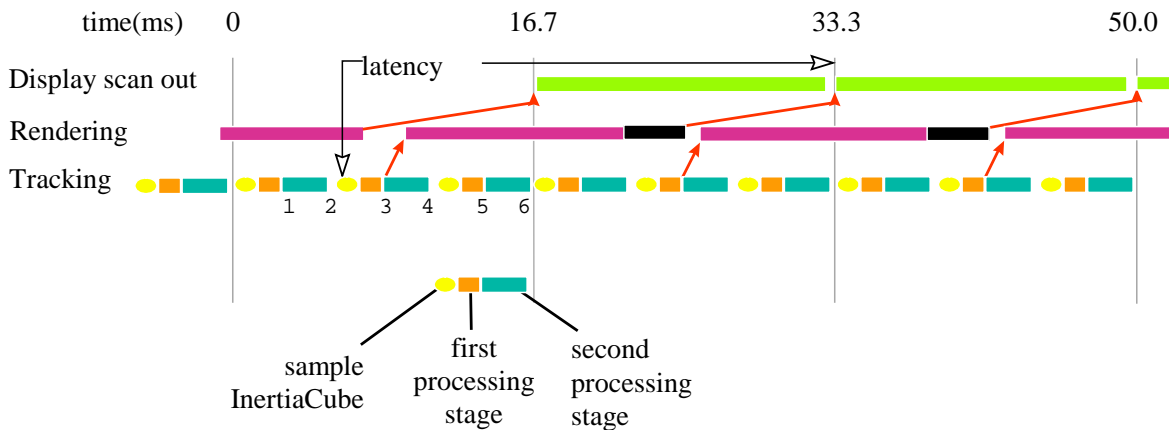 time(ms) 0 16.7 33.3 50.0
latency
Display scan out
Rendering
Tracking
1 2 3 4 5 6
sample
InertiaCube
first
processing
stage
second
processing
stage